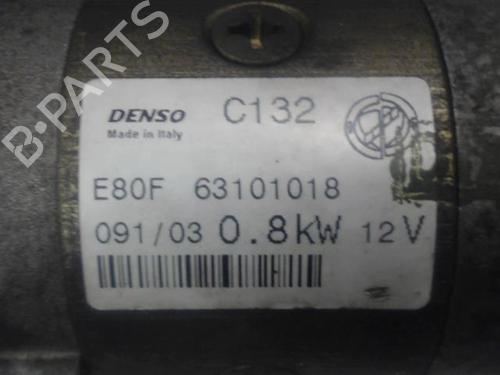 B-PARTS
DENSO C132
Made in Italy
E80F 63101018
091/03 0.8kW 12V